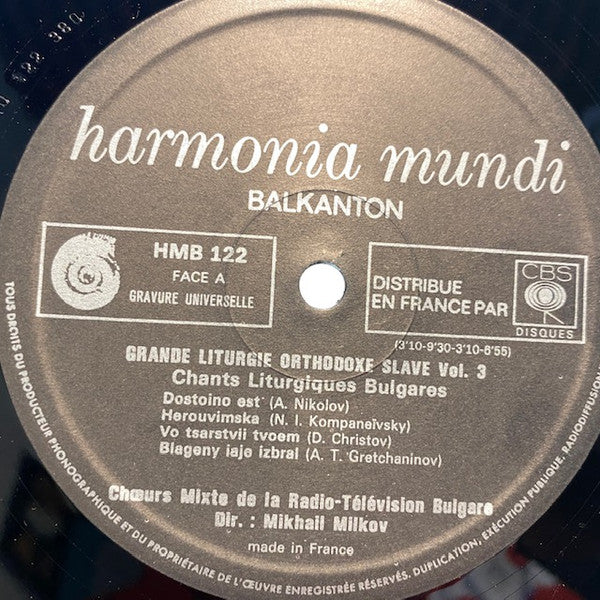 harmonia mundi
BALKANTON
HMB 122
FACE A
GRAVURE UNIVERSELLE
DISTRIBUE
EN FRANCE PAR
CBS
DISQUES
(3'10-9'30-3'10-6'55)
GRANDE LITURGIE ORTHODOXE SLAVE Vol. 3
Chants Liturgiques Bulgares
Dostoino est' (A. Nikolov)
Herouvimska (N. I. Kompaneïvsky)
Vo tsarstvii tvoem (D. Christov)
Blageny iaje izbral (A. T. Gretchaninov)
Chœurs Mixte de la Radio-Télévision Bulgare
Dir. : Mikhail Milkov
made in France
TOUS DROITS DU PRODUCTEUR PHONOGRAPHIQUE ET DU PROPRIÉTAIRE DE L'ŒUVRE ENREGISTRÉE RÉSERVÉS. DUPLICATION, EXÉCUTION PUBLIQUE, RADIODIFFUSION